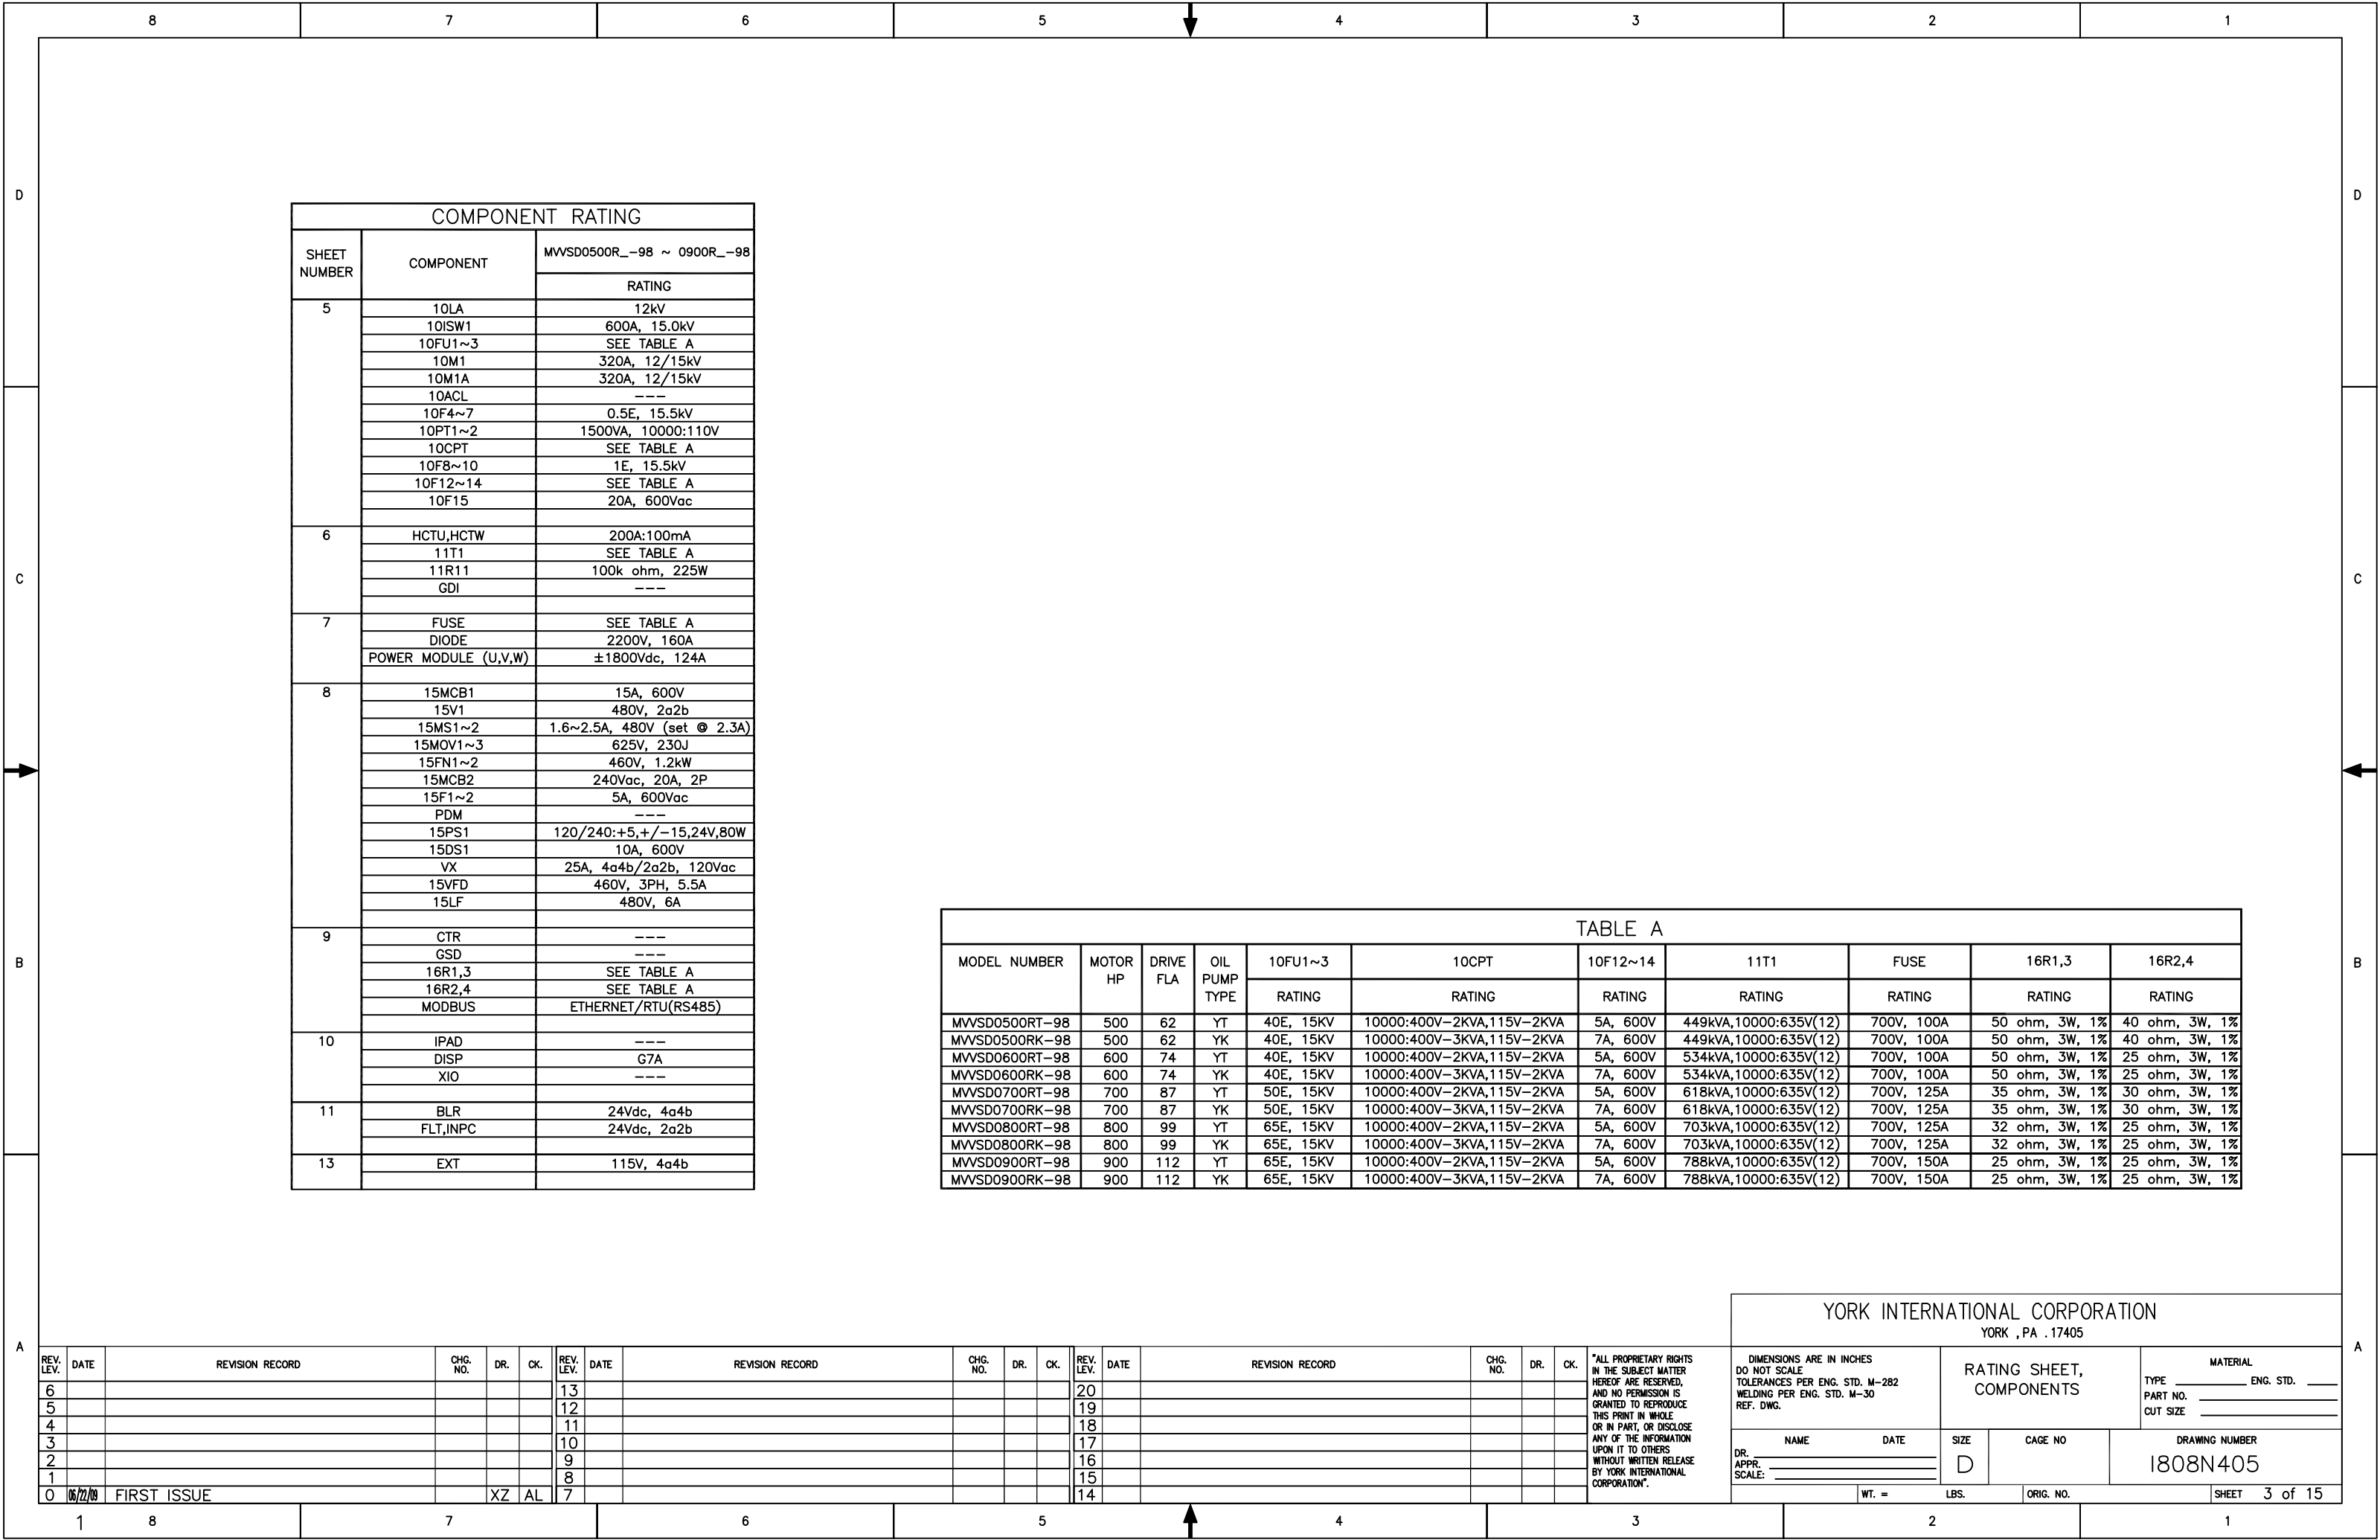 8 7 6 5 4 3 2 1
D D
COMPONENT RATING
SHEET NUMBER COMPONENT MVVSD0500R_-98 ~ 0900R_-98
RATING
5 10LA 12kV
10ISW1 600A, 15.0kV
10FU1~3 SEE TABLE A
10M1 320A, 12/15kV
10M1A 320A, 12/15kV
10ACL ---
10F4~7 0.5E, 15.5kV
10PT1~2 1500VA, 10000:110V
10CPT SEE TABLE A
10F8~10 1E, 15.5kV
10F12~14 SEE TABLE A
10F15 20A, 600Vac
6 HCTU,HCTW 200A:100mA
11T1 SEE TABLE A
11R11 100k ohm, 225W
GDI ---
C C
7 FUSE SEE TABLE A
DIODE 2200V, 160A
POWER MODULE (U,V,W) ±1800Vdc, 124A
8 15MCB1 15A, 600V
15V1 480V, 2a2b
15MS1~2 1.6~2.5A, 480V (set @ 2.3A)
15MOV1~3 625V, 230J
15FN1~2 460V, 1.2kW
15MCB2 240Vac, 20A, 2P
15F1~2 5A, 600Vac
PDM ---
15PS1 120/240:+5,+/-15,24V,80W
15DS1 10A, 600V
VX 25A, 4a4b/2a2b, 120Vac
15VFD 460V, 3PH, 5.5A
15LF 480V, 6A
9 CTR ---
GSD ---
16R1,3 SEE TABLE A
16R2,4 SEE TABLE A
MODBUS ETHERNET/RTU(RS485)
10 IPAD ---
DISP G7A
XIO ---
11 BLR 24Vdc, 4a4b
FLT,INPC 24Vdc, 2a2b
13 EXT 115V, 4a4b
B B
TABLE A
MODEL NUMBER MOTOR HP DRIVE FLA OIL PUMP TYPE 10FU1~3 10CPT 10F12~14 11T1 FUSE 16R1,3 16R2,4
RATING RATING RATING RATING RATING RATING RATING
MVVSD0500RT-98 500 62 YT 40E, 15KV 10000:400V-2KVA,115V-2KVA 5A, 600V 449kVA,10000:635V(12) 700V, 100A 50 ohm, 3W, 1% 40 ohm, 3W, 1%
MVVSD0500RK-98 500 62 YK 40E, 15KV 10000:400V-3KVA,115V-2KVA 7A, 600V 449kVA,10000:635V(12) 700V, 100A 50 ohm, 3W, 1% 40 ohm, 3W, 1%
MVVSD0600RT-98 600 74 YT 40E, 15KV 10000:400V-2KVA,115V-2KVA 5A, 600V 534kVA,10000:635V(12) 700V, 100A 50 ohm, 3W, 1% 25 ohm, 3W, 1%
MVVSD0600RK-98 600 74 YK 40E, 15KV 10000:400V-3KVA,115V-2KVA 7A, 600V 534kVA,10000:635V(12) 700V, 100A 50 ohm, 3W, 1% 25 ohm, 3W, 1%
MVVSD0700RT-98 700 87 YT 50E, 15KV 10000:400V-2KVA,115V-2KVA 5A, 600V 618kVA,10000:635V(12) 700V, 125A 35 ohm, 3W, 1% 30 ohm, 3W, 1%
MVVSD0700RK-98 700 87 YK 50E, 15KV 10000:400V-3KVA,115V-2KVA 7A, 600V 618kVA,10000:635V(12) 700V, 125A 35 ohm, 3W, 1% 30 ohm, 3W, 1%
MVVSD0800RT-98 800 99 YT 65E, 15KV 10000:400V-2KVA,115V-2KVA 5A, 600V 703kVA,10000:635V(12) 700V, 125A 32 ohm, 3W, 1% 25 ohm, 3W, 1%
MVVSD0800RK-98 800 99 YK 65E, 15KV 10000:400V-3KVA,115V-2KVA 7A, 600V 703kVA,10000:635V(12) 700V, 125A 32 ohm, 3W, 1% 25 ohm, 3W, 1%
MVVSD0900RT-98 900 112 YT 65E, 15KV 10000:400V-2KVA,115V-2KVA 5A, 600V 788kVA,10000:635V(12) 700V, 150A 25 ohm, 3W, 1% 25 ohm, 3W, 1%
MVVSD0900RK-98 900 112 YK 65E, 15KV 10000:400V-3KVA,115V-2KVA 7A, 600V 788kVA,10000:635V(12) 700V, 150A 25 ohm, 3W, 1% 25 ohm, 3W, 1%
A A
REV. LEV. DATE REVISION RECORD CHG. NO. DR. CK. REV. LEV. DATE REVISION RECORD CHG. NO. DR. CK. REV. LEV. DATE REVISION RECORD CHG. NO. DR. CK.
6 13 20
5 12 19
4 11 18
3 10 17
2 9 16
1 8 15
0 06/22/09 FIRST ISSUE XZ AL 7 14
"ALL PROPRIETARY RIGHTS
IN THE SUBJECT MATTER
HEREOF ARE RESERVED,
AND NO PERMISSION IS
GRANTED TO REPRODUCE
THIS PRINT IN WHOLE
OR IN PART, OR DISCLOSE
ANY OF THE INFORMATION
UPON IT TO OTHERS
WITHOUT WRITTEN RELEASE
BY YORK INTERNATIONAL
CORPORATION".
YORK INTERNATIONAL CORPORATION
YORK ,PA .17405
DIMENSIONS ARE IN INCHES
DO NOT SCALE
TOLERANCES PER ENG. STD. M-282
WELDING PER ENG. STD. M-30
REF. DWG.
RATING SHEET,
COMPONENTS
MATERIAL
TYPE ENG. STD.
PART NO.
CUT SIZE
NAME DATE
DR.
APPR.
SCALE:
SIZE
D
CAGE NO
DRAWING NUMBER
1808N405
WT. = LBS. ORIG. NO. SHEET 3 of 15
1 8 7 6 5 4 3 2 1